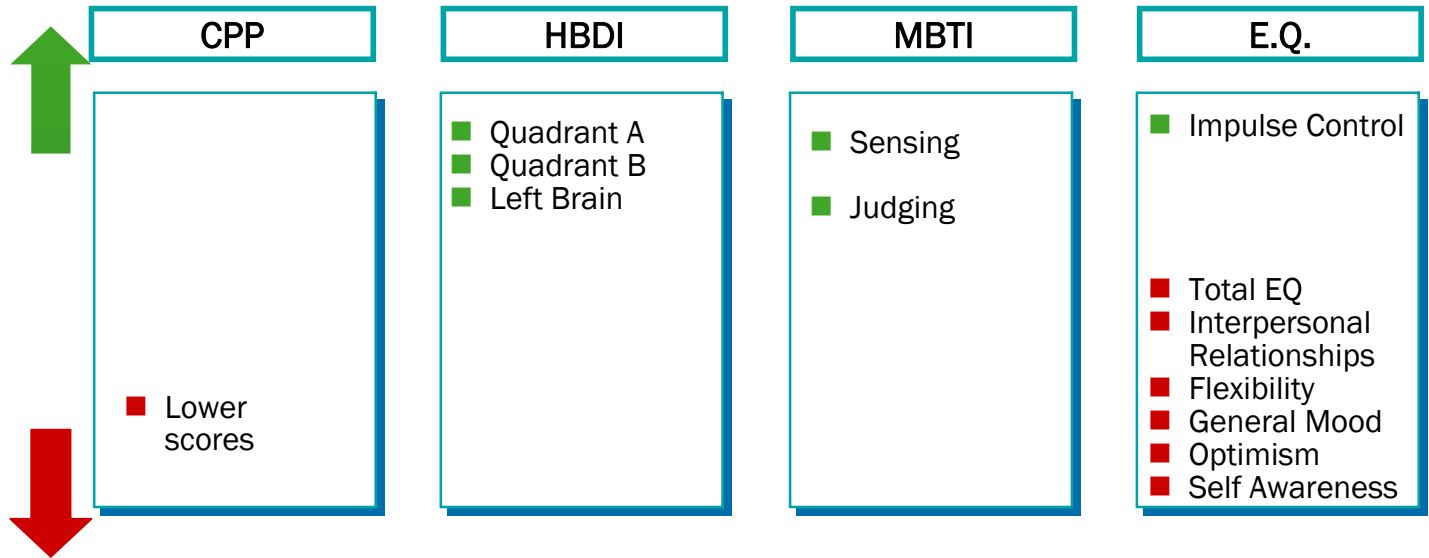 CPP
HBDI
MBTI
E.Q.
Lower
scores
Quadrant A
Quadrant B
Left Brain
Sensing
Judging
Impulse Control
Total EQ
Interpersonal
Relationships
Flexibility
General Mood
Optimism
Self Awareness